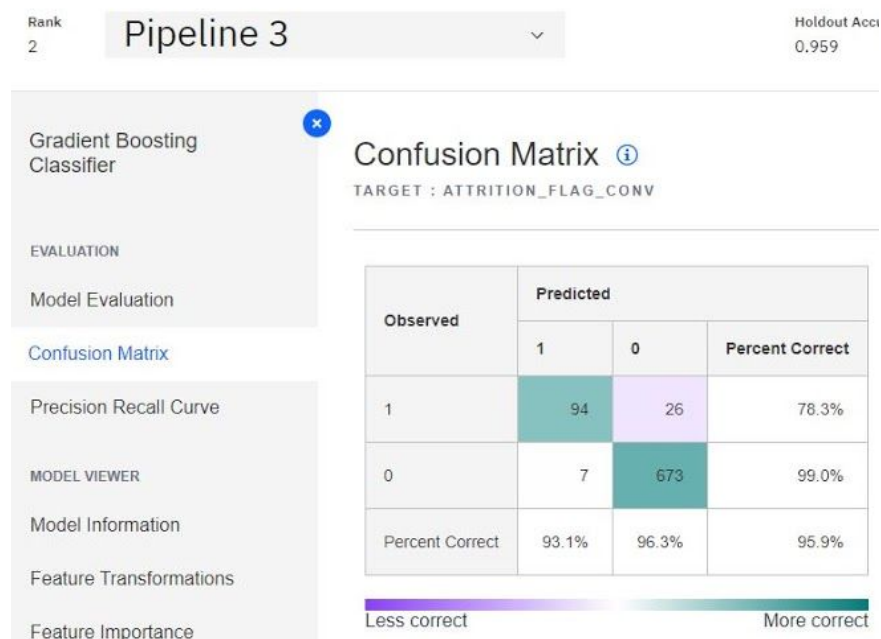 Rank
2
Pipeline 3
Holdout Accu
0.959
Gradient Boosting
Classifier
EVALUATION
Model Evaluation
Confusion Matrix
Precision Recall Curve
MODEL VIEWER
Model Information
Feature Transformations
Feature Importance
Confusion Matrix
TARGET : ATTRITION_FLAG_CONV
Observed
Predicted
1 0 Percent Correct
1 94 26 78.3%
0 7 673 99.0%
Percent Correct 93.1% 96.3% 95.9%
Less correct More correct